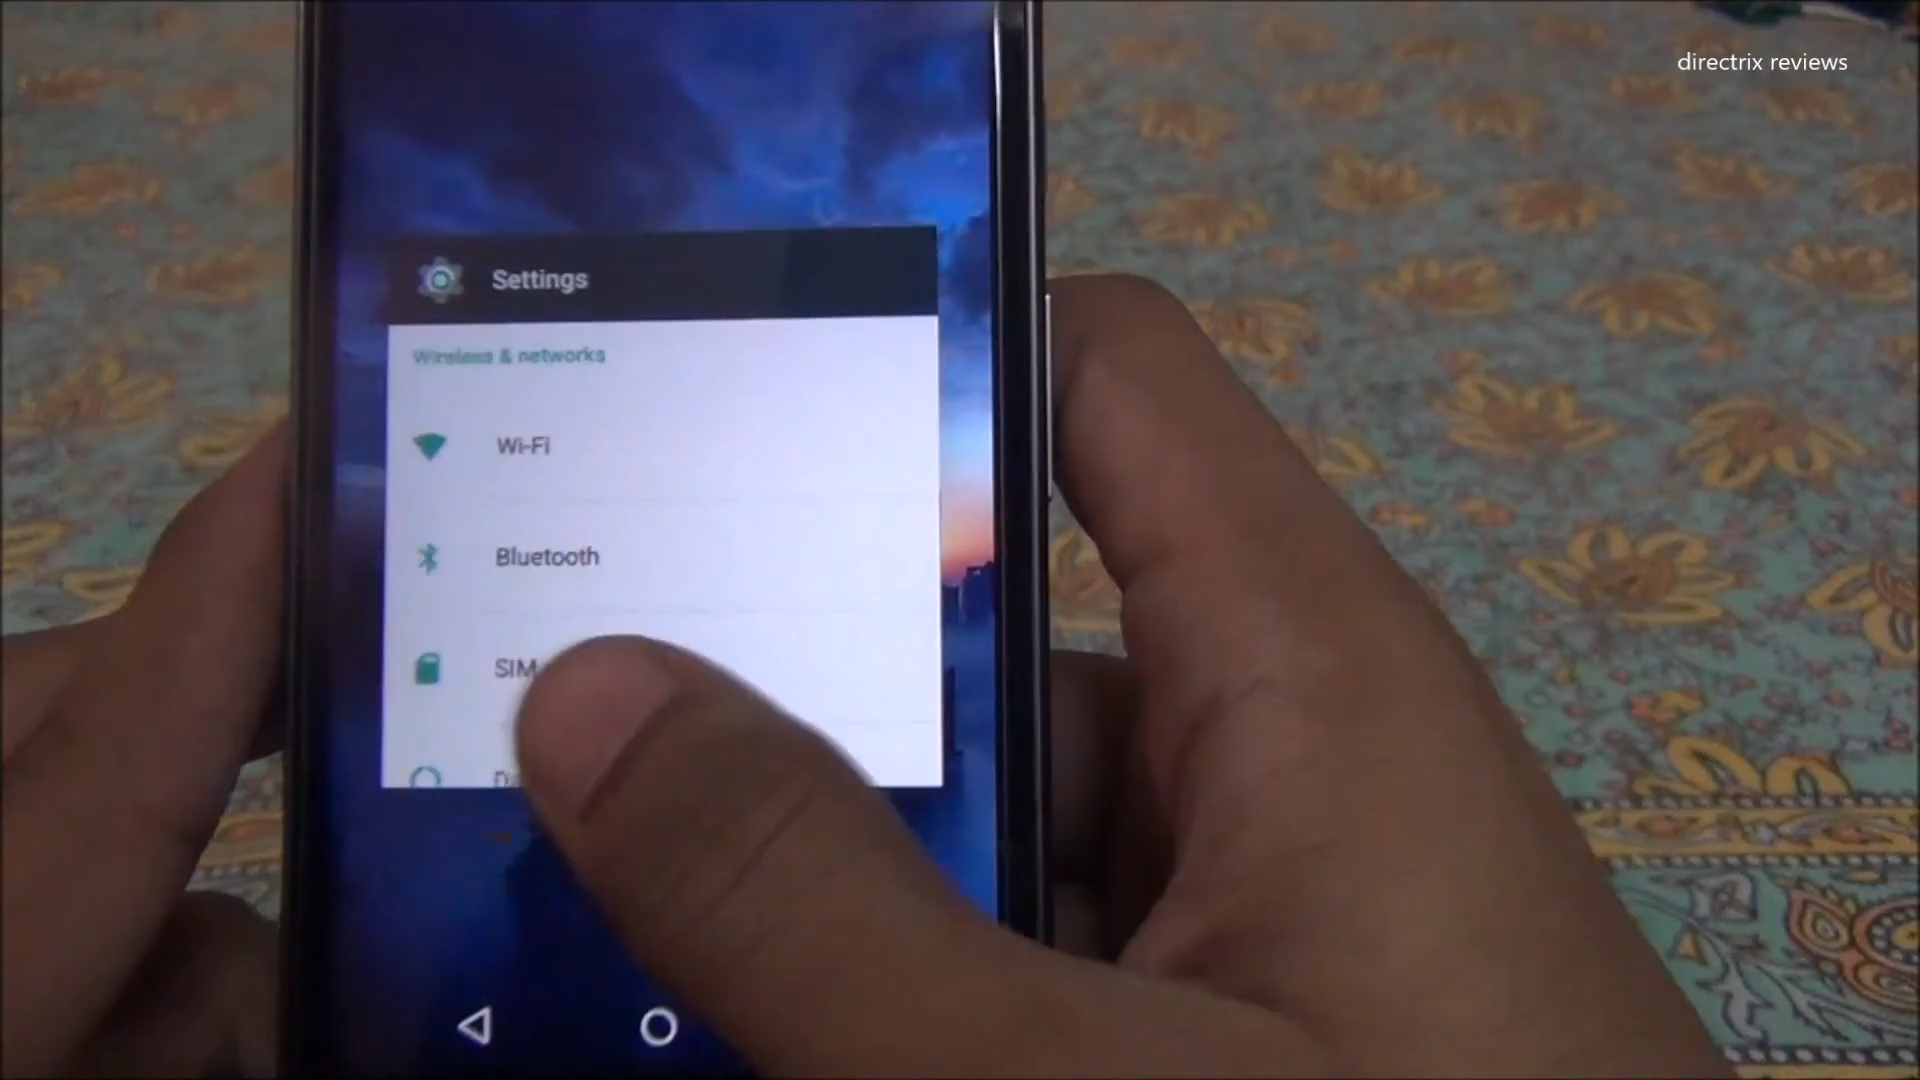 directrix reviews
Settings
Wireless & networks
Wi-Fi
Bluetooth
SIM